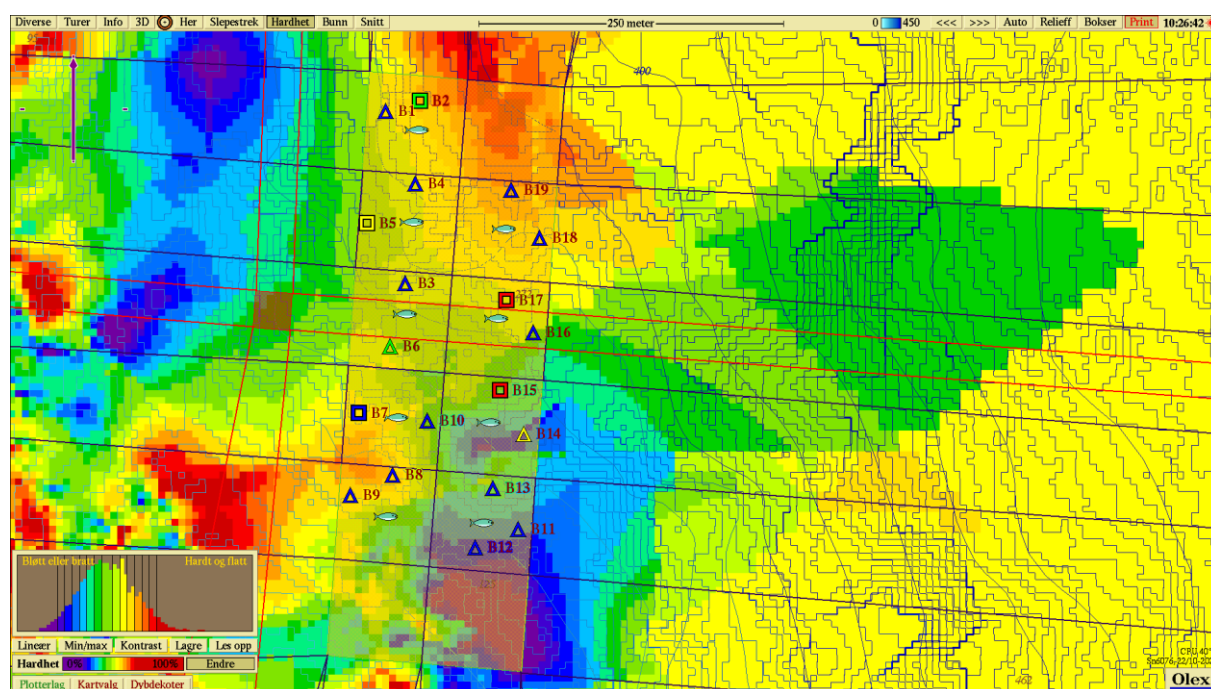 Diverse Turer Info 3D Her Slepestrek Hardhet Bunn Snitt 250 meter 0 450 <<< >>> Auto Relieff Bokser Print 10:26:42
400
B2
B1
B4
B19
B5
B18
B3
B17
B16
B6
B15
B7
B10
B14
B8
B13
B9
B11
B12
Bløtt eller bratt Hardt og flatt
Lineær Min/max Kontrast Lagre Les opp
Hardhet 0% 100% Endre
Plotterlag Kartvalg Dybdekoter
462
Olex